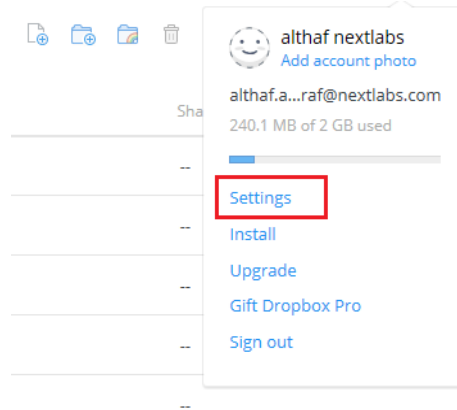 althaf nextlabs
Add account photo
althaf.a...raf@nextlabs.com
Sha
240.1 MB of 2 GB used
--
Settings
--
Install
Upgrade
--
Gift Dropbox Pro
Sign out
--
--